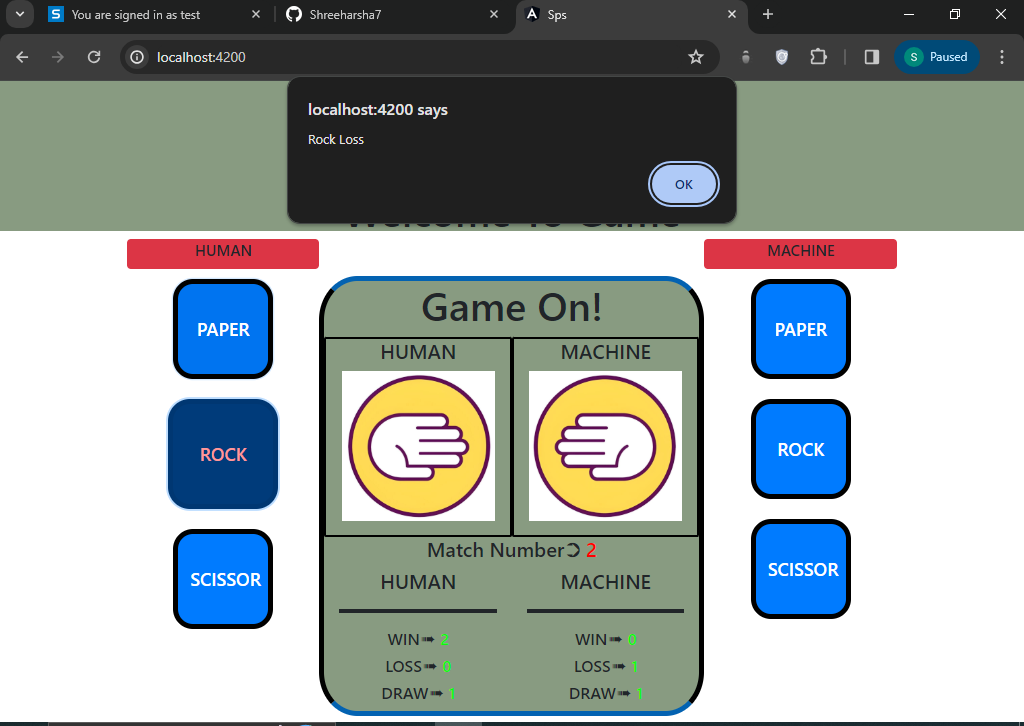 You are signed in as test
Shreeharsha7
Sps
localhost:4200
S Paused
localhost:4200 says
Rock Loss
OK
Welcome To Game
HUMAN
MACHINE
PAPER
ROCK
SCISSOR
Game On!
HUMAN MACHINE
Match Number➲ 2
HUMAN MACHINE
WIN➠ 2 WIN➠ 0
LOSS➠ 0 LOSS➠ 1
DRAW➠ 1 DRAW➠ 1
PAPER
ROCK
SCISSOR